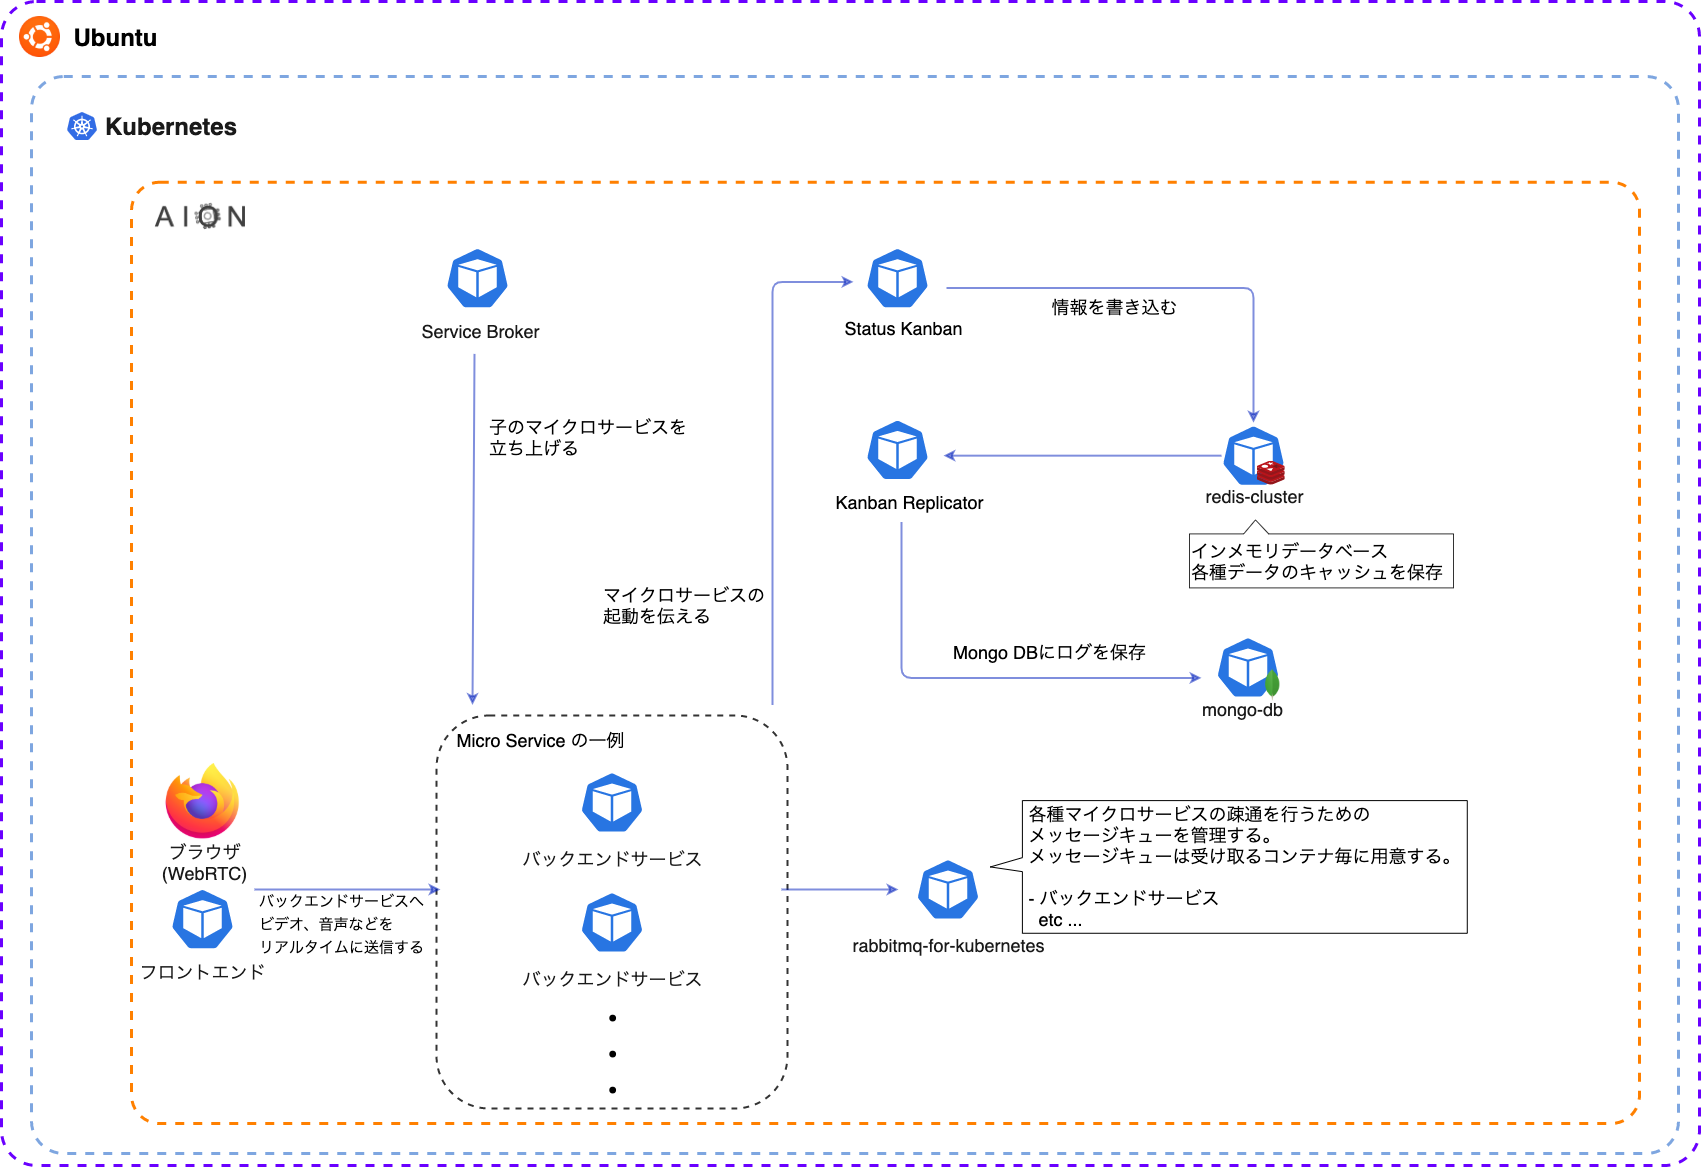 Ubuntu
Kubernetes
AION
Service Broker
Status Kanban
情報を書き込む
子のマイクロサービスを
立ち上げる
Kanban Replicator
redis-cluster
インメモリデータベース
各種データのキャッシュを保存
マイクロサービスの
起動を伝える
Mongo DBにログを保存
mongo-db
Micro Service の一例
バックエンドサービス
バックエンドサービス
ブラウザ
(WebRTC)
バックエンドサービスへ
ビデオ、音声などを
リアルタイムに送信する
フロントエンド
各種マイクロサービスの疎通を行うための
メッセージキューを管理する。
メッセージキューは受け取るコンテナ毎に用意する。
- バックエンドサービス
etc ...
rabbitmq-for-kubernetes